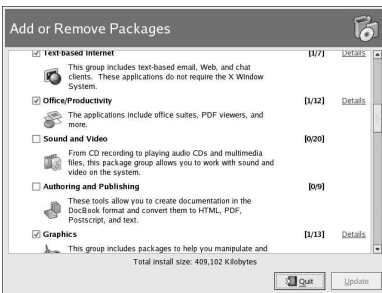 Add or Remove Packages
Text-based Internet [1/7] Details
This group includes text-based email, Web, and chat
clients. These applications do not require the X Window
System.
Office/Productivity [1/12] Details
The applications include office suites, PDF viewers, and
more.
Sound and Video [0/20]
From CD recording to playing audio CDs and multimedia
files, this package group allows you to work with sound and
video on the system.
Authoring and Publishing [0/9]
These tools allow you to create documentation in the
DocBook format and convert them to HTML, PDF,
Postscript, and text.
Graphics [1/13] Details
This group includes packages to help you manipulate and
Total install size: 409,102 Kilobytes
Quit Update